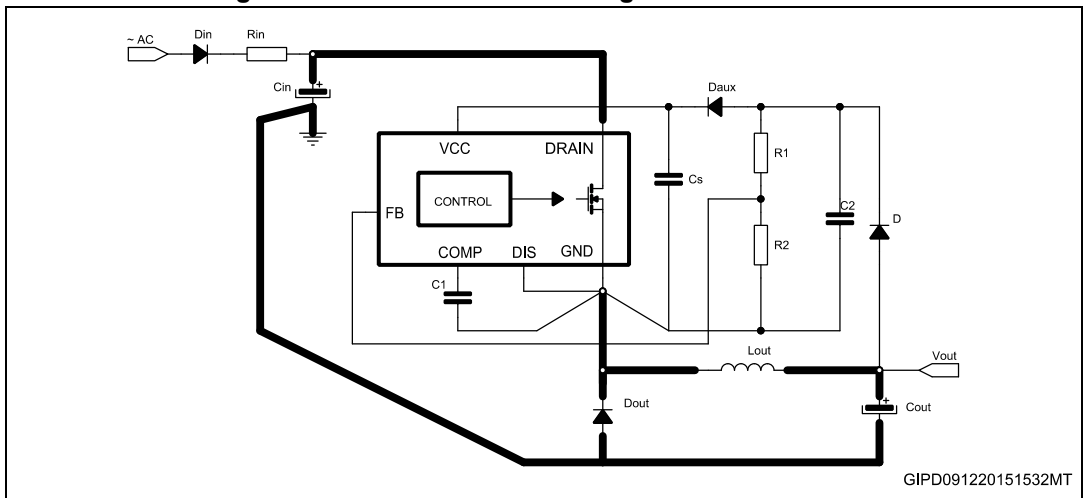 ~ AC
Din
Rin
Cin
Daux
VCC
DRAIN
R1
Cs
CONTROL
FB
C2
D
R2
COMP
DIS
GND
C1
Lout
Vout
Dout
Cout
GIPD091220151532MT